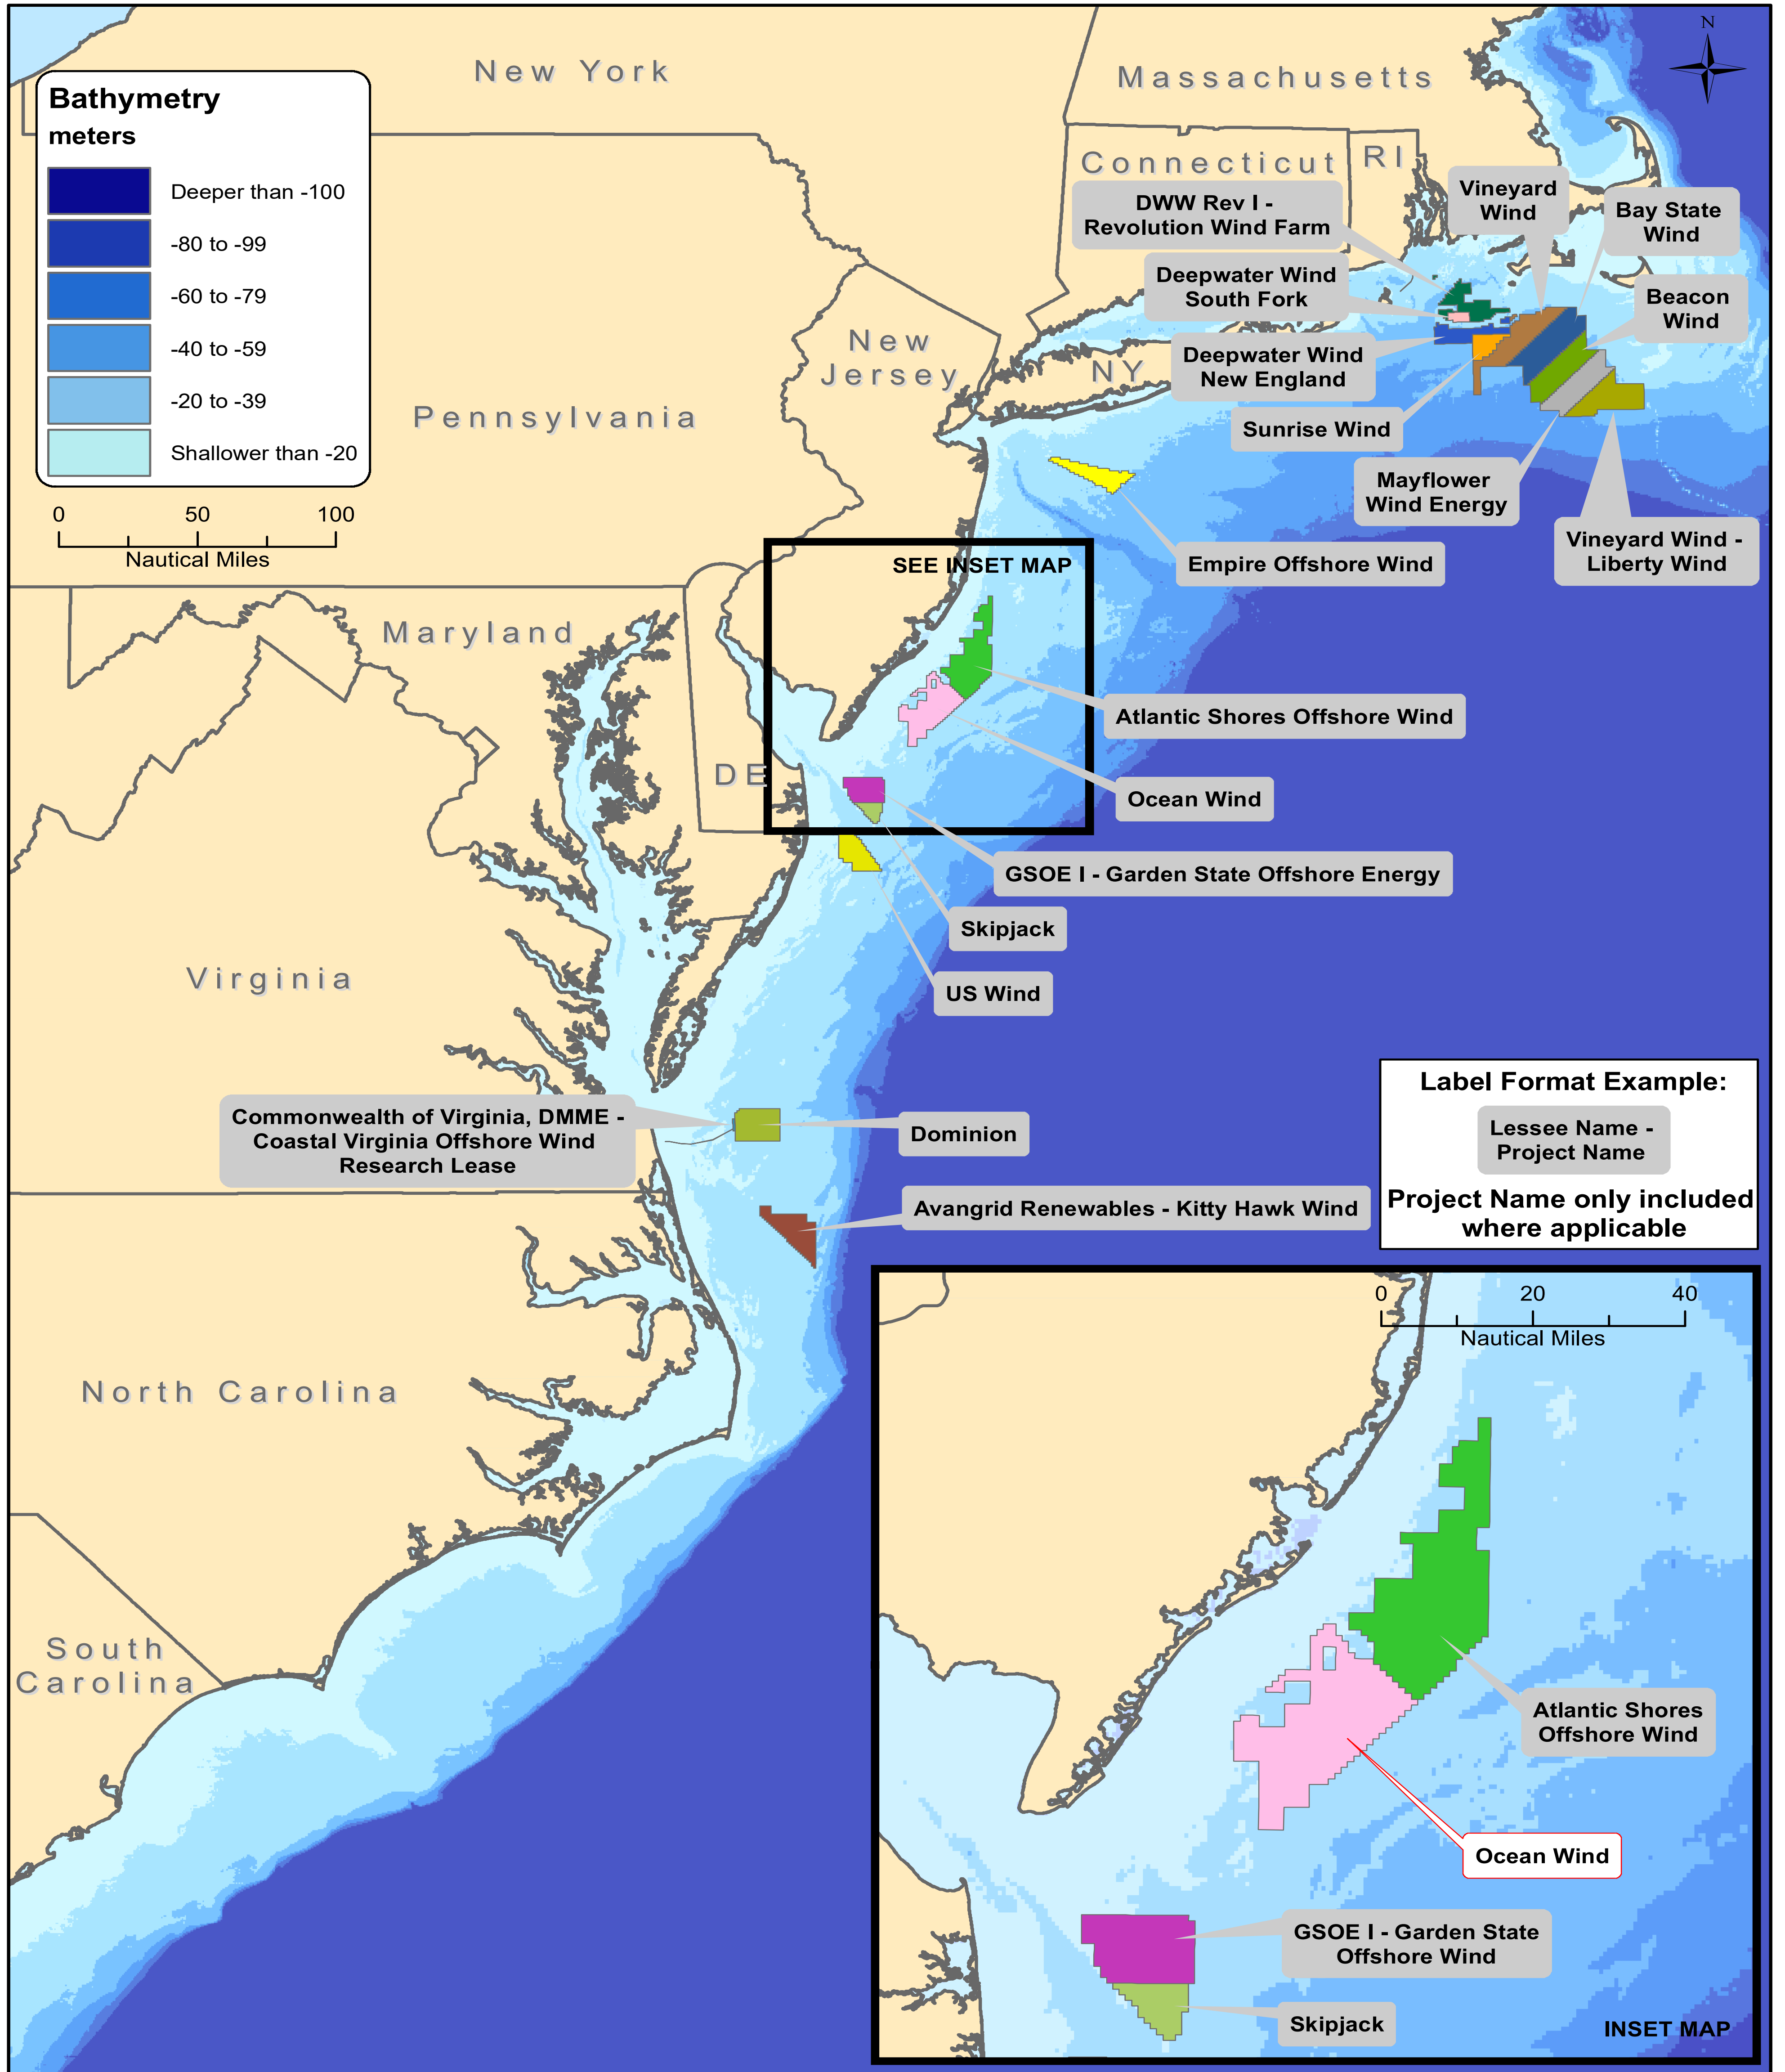 N
New York
Massachusetts
Bathymetry
meters
Deeper than -100
-80 to -99
-60 to -79
-40 to -59
-20 to -39
Shallower than -20
0 50 100
Nautical Miles
Connecticut
RI
DWW Rev I -
Revolution Wind Farm
Vineyard
Wind
Bay State
Wind
Deepwater Wind
South Fork
Beacon
Wind
Deepwater Wind
New England
New
Jersey
NY
Pennsylvania
Sunrise Wind
Mayflower
Wind Energy
Vineyard Wind -
Liberty Wind
Empire Offshore Wind
SEE INSET MAP
Maryland
Atlantic Shores Offshore Wind
DE
Ocean Wind
GSOE I - Garden State Offshore Energy
Skipjack
Virginia
US Wind
Commonwealth of Virginia, DMME -
Coastal Virginia Offshore Wind
Research Lease
Dominion
Avangrid Renewables - Kitty Hawk Wind
Label Format Example:
Lessee Name -
Project Name
Project Name only included
where applicable
North Carolina
South
Carolina
0 20 40
Nautical Miles
Atlantic Shores
Offshore Wind
Ocean Wind
GSOE I - Garden State
Offshore Wind
Skipjack
INSET MAP